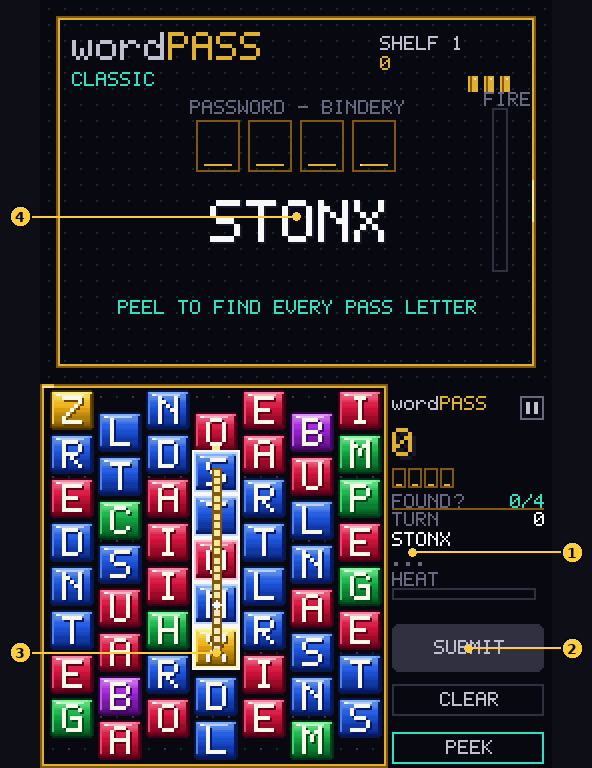 wordPASS
SHELF 1
0
CLASSIC
FIRE
PASSWORD – BINDERY
_ _ _ _
4
STONX
PEEL TO FIND EVERY PASS LETTER
Z L N Q E B I
R T D S A U M
E C A T R L P
D S I O T N E
N U I N L A G
T A H X R S E
E B R D I N T
G A O L E M S
3
wordPASS
0
FOUND? 0/4
TURN 0
STONX
...
1
HEAT
SUBMIT
2
CLEAR
PEEK